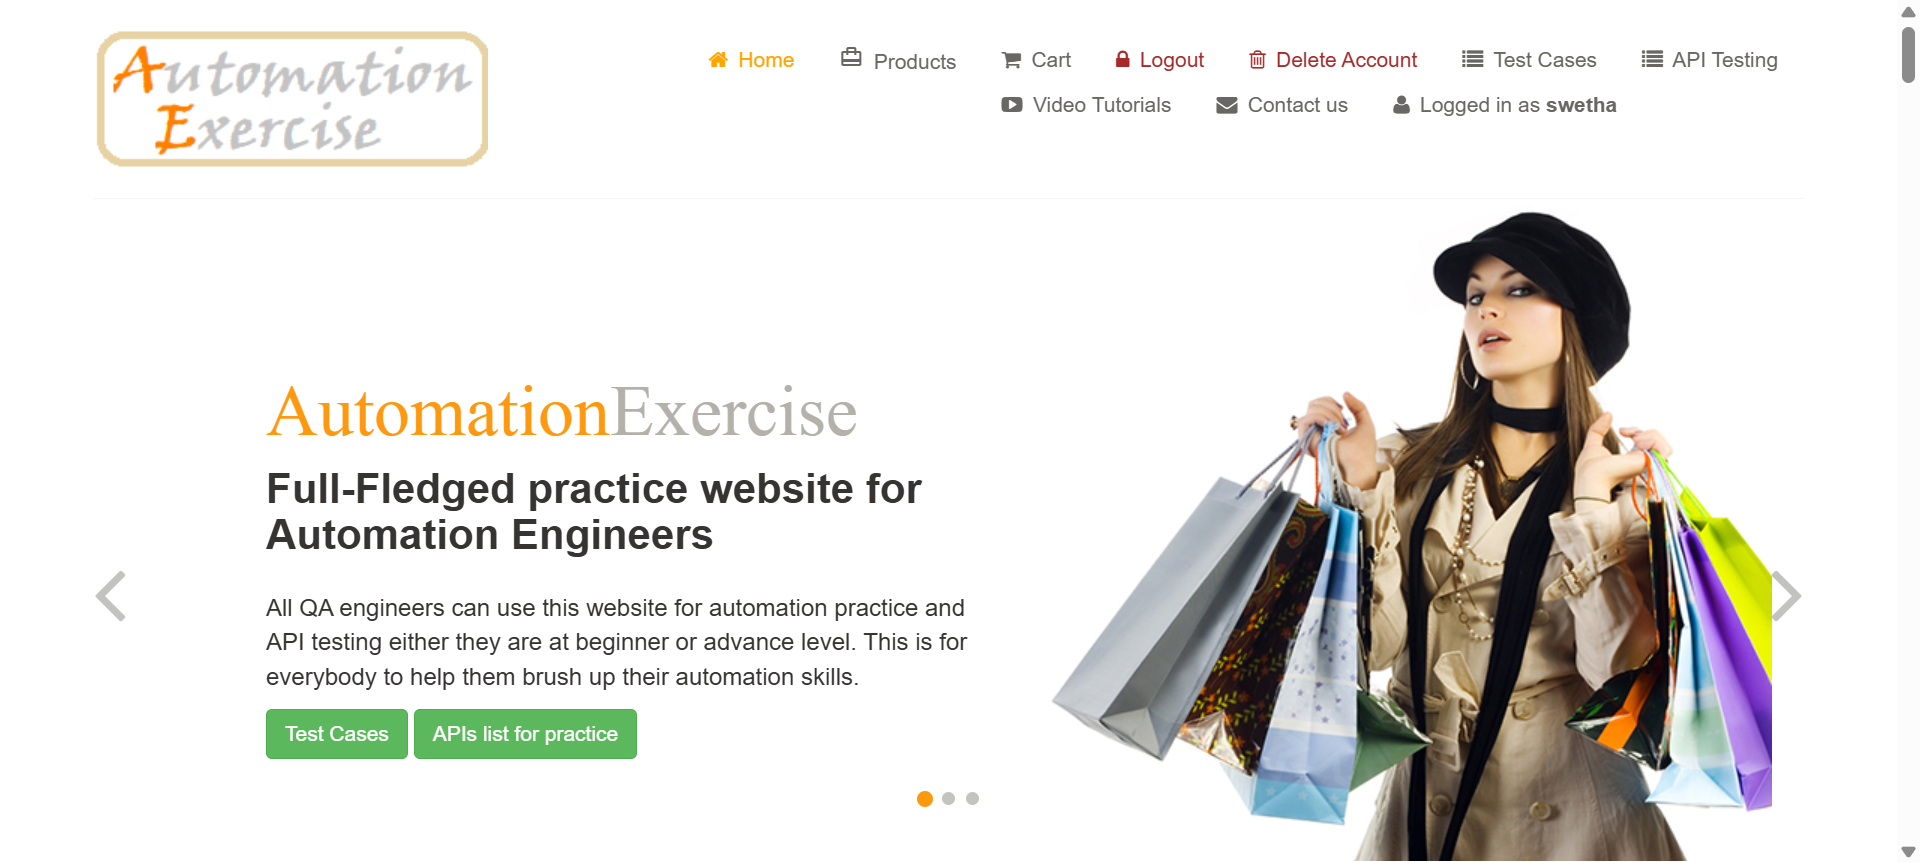 Automation
Exercise
Home Products Cart Logout Delete Account Test Cases API Testing
Video Tutorials Contact us Logged in as swetha
AutomationExercise
Full-Fledged practice website for
Automation Engineers
All QA engineers can use this website for automation practice and
API testing either they are at beginner or advance level. This is for
everybody to help them brush up their automation skills.
Test Cases APIs list for practice